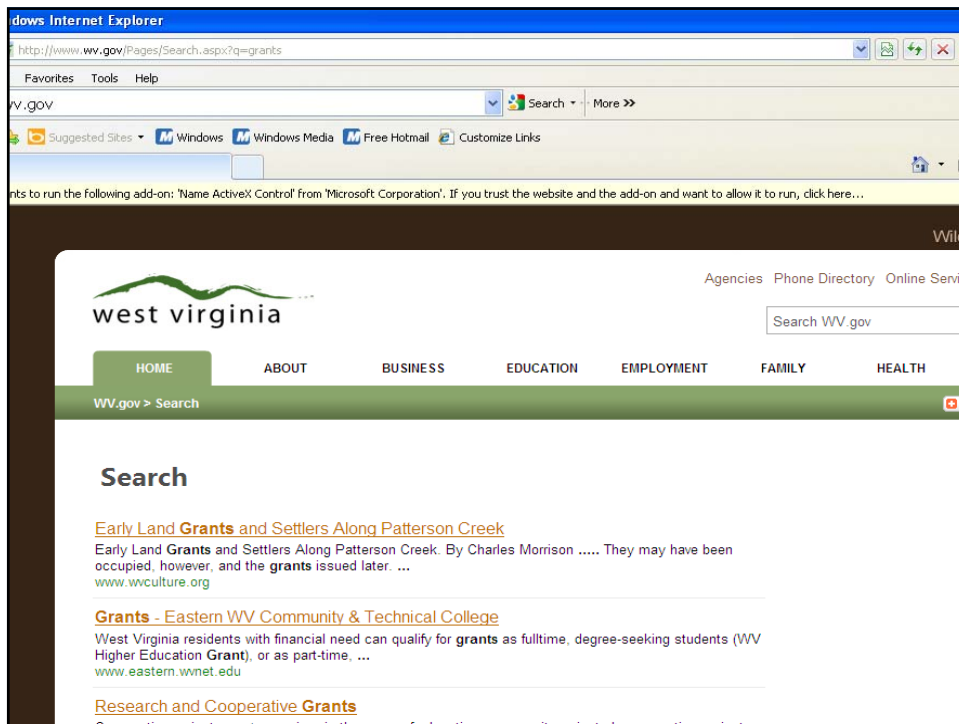 dows Internet Explorer
http://www.wv.gov/Pages/Search.aspx?q=grants
Favorites Tools Help
wv.gov Search More >>
Suggested Sites Windows Windows Media Free Hotmail Customize Links
nts to run the following add-on: 'Name ActiveX Control' from 'Microsoft Corporation'. If you trust the website and the add-on and want to allow it to run, click here...
Wil
Agencies Phone Directory Online Servi
west virginia
Search WV.gov
HOME ABOUT BUSINESS EDUCATION EMPLOYMENT FAMILY HEALTH
WV.gov > Search
Search
Early Land Grants and Settlers Along Patterson Creek
Early Land Grants and Settlers Along Patterson Creek. By Charles Morrison ..... They may have been
occupied, however, and the grants issued later. ...
www.wvculture.org
Grants - Eastern WV Community & Technical College
West Virginia residents with financial need can qualify for grants as fulltime, degree-seeking students (WV
Higher Education Grant), or as part-time, ...
www.eastern.wvnet.edu
Research and Cooperative Grants